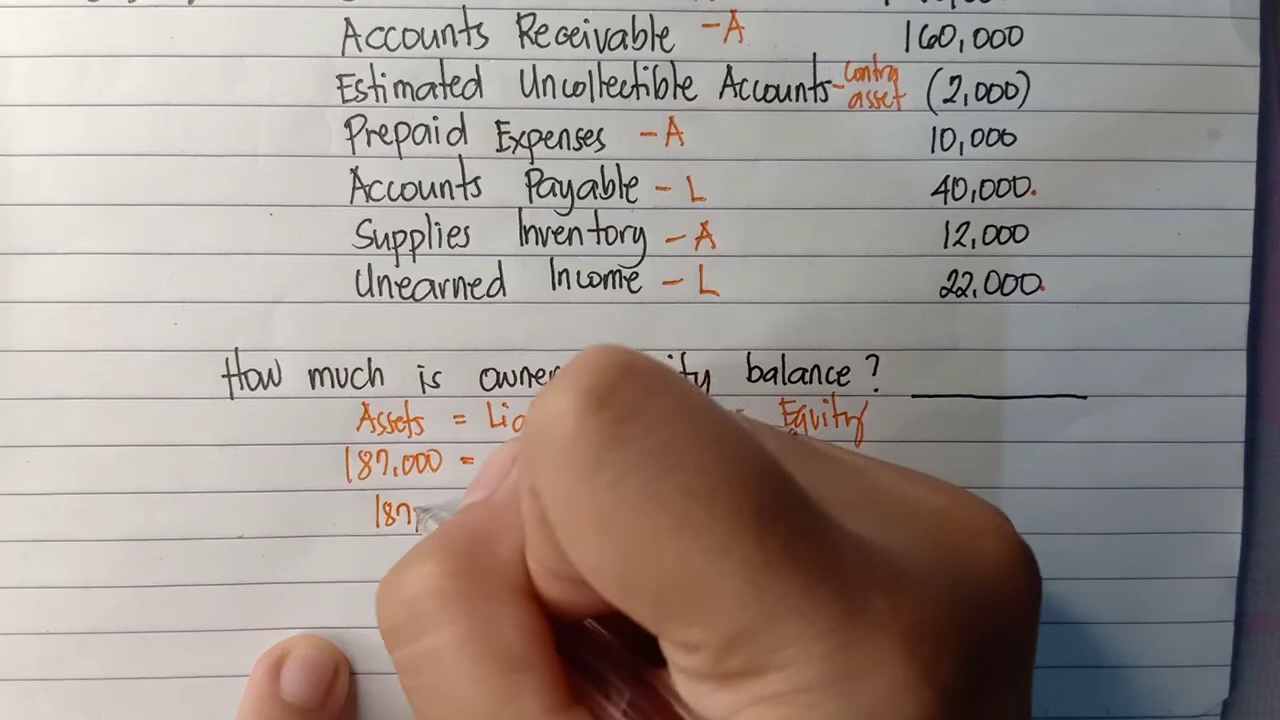 Accounts Receivable - A 160,000
Estimated Uncollectible Accounts - contra asset (2,000)
Prepaid Expenses - A 10,000
Accounts Payable - L 40,000.
Supplies Inventory - A 12,000
Unearned Income - L 22,000.
How much is balance?
Assets = Equity
187,000 =
187